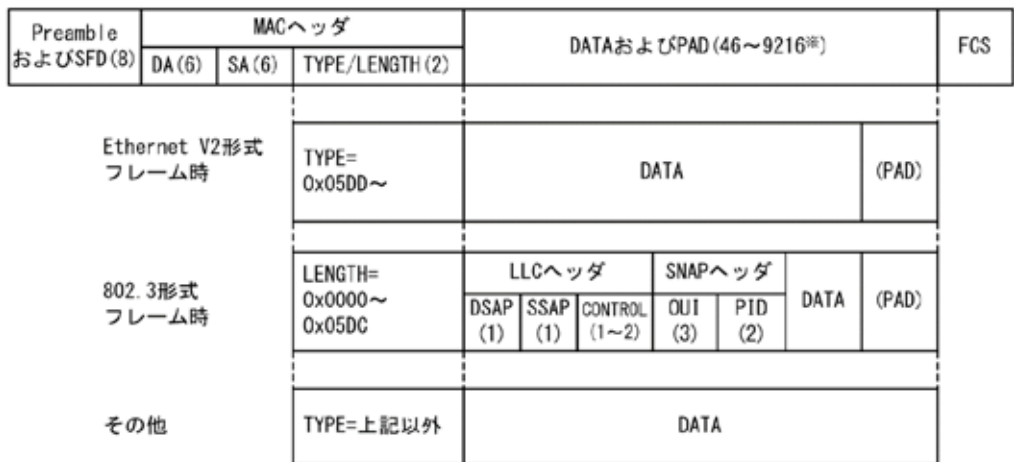 Preamble
およびSFD(8)
MACヘッダ
DATAおよびPAD(46～9216※)
FCS
DA(6)
SA(6)
TYPE/LENGTH(2)
Ethernet V2形式
フレーム時
TYPE=
0x05DD～
DATA
(PAD)
802.3形式
フレーム時
LENGTH=
0x0000～
0x05DC
LLCヘッダ
SNAPヘッダ
DATA
(PAD)
DSAP
(1)
SSAP
(1)
CONTROL
(1～2)
OUI
(3)
PID
(2)
その他
TYPE=上記以外
DATA